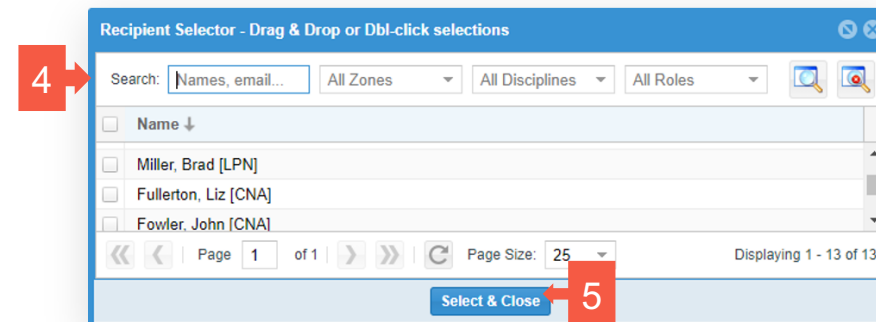 Recipient Selector - Drag & Drop or Dbl-click selections
4
Search: Names, email... All Zones All Disciplines All Roles
Name
Miller, Brad [LPN]
Fullerton, Liz [CNA]
Fowler, John [CNA]
Page 1 of 1 Page Size: 25 Displaying 1 - 13 of 13
Select & Close 5